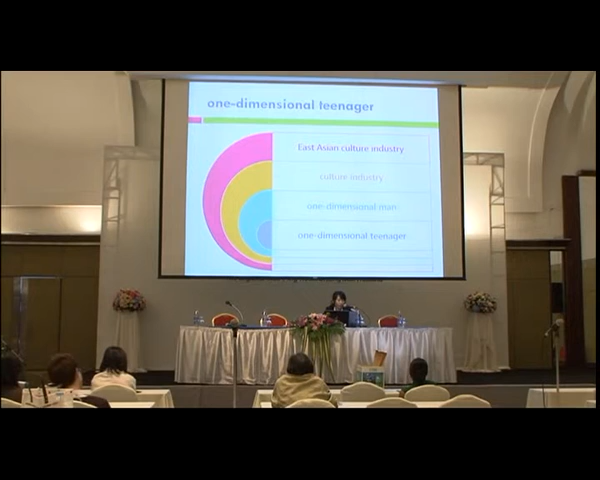 one-dimensional teenager
East Asian culture industry
culture industry
one-dimensional man
one-dimensional teenager